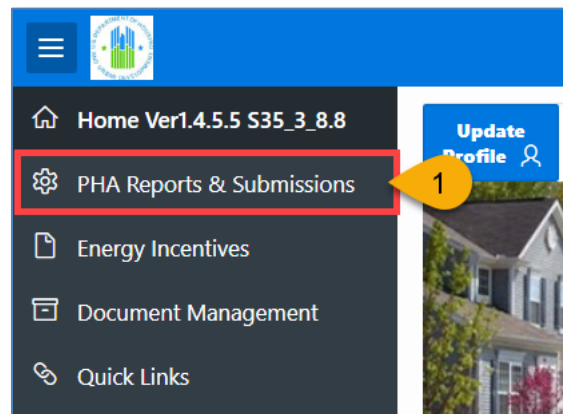 Home Ver1.4.5.5 S35_3_8.8
Update
Profile
PHA Reports & Submissions
1
Energy Incentives
Document Management
Quick Links